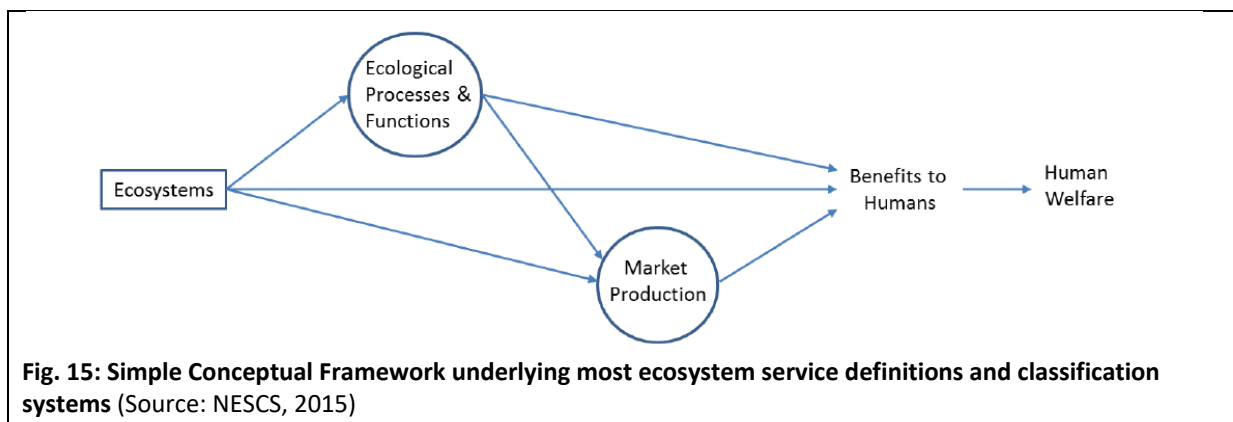 Ecological
Processes &
Functions
Ecosystems
Benefits to
Humans
Human
Welfare
Market
Production
Fig. 15: Simple Conceptual Framework underlying most ecosystem service definitions and classification
systems (Source: NESCS, 2015)